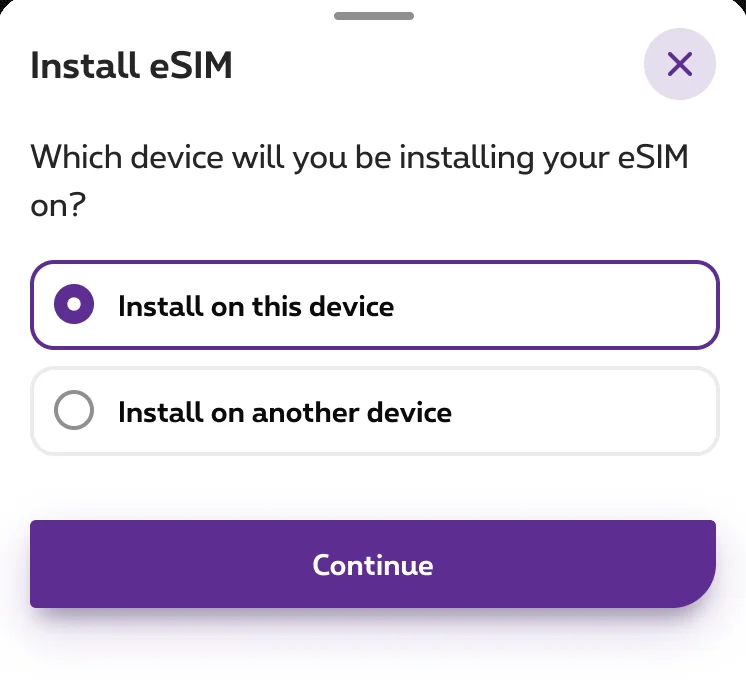 Install eSIM
Which device will you be installing your eSIM
on?
Install on this device
Install on another device
Continue